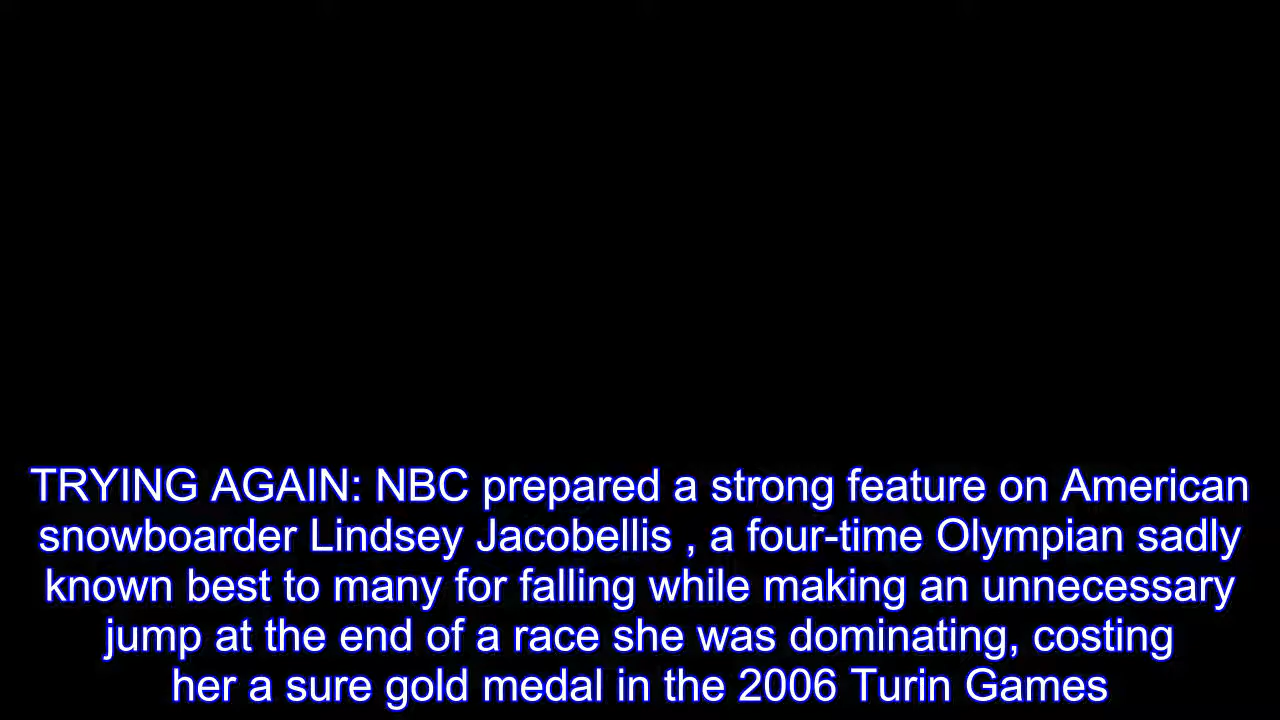 TRYING AGAIN: NBC prepared a strong feature on American
snowboarder Lindsey Jacobellis , a four-time Olympian sadly
known best to many for falling while making an unnecessary
jump at the end of a race she was dominating, costing
her a sure gold medal in the 2006 Turin Games